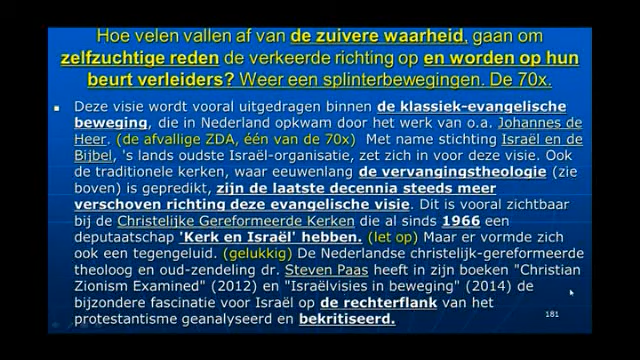 Hoe velen vallen af van de zuivere waarheid, gaan om
zelfzuchtige reden de verkeerde richting op en worden op hun
beurt verleiders? Weer een splinterbewegingen. De 70x.
Deze visie wordt vooral uitgedragen binnen de klassiek-evangelische
beweging, die in Nederland opkwam door het werk van o.a. Johannes de
Heer. (de afvallige ZDA, één van de 70x) Met name stichting Israël en de
Bijbel, 's lands oudste Israël-organisatie, zet zich in voor deze visie. Ook
de traditionele kerken, waar eeuwenlang de vervangingstheologie (zie
boven) is gepredikt, zijn de laatste decennia steeds meer
verschoven richting deze evangelische visie. Dit is vooral zichtbaar
bij de Christelijke Gereformeerde Kerken die al sinds 1966 een
deputaatschap 'Kerk en Israël' hebben. (let op) Maar er vormde zich
ook een tegengeluid. (gelukkig) De Nederlandse christelijk-gereformeerde
theoloog en oud-zendeling dr. Steven Paas heeft in zijn boeken "Christian
Zionism Examined" (2012) en "Israëlvisies in beweging" (2014) de
bijzondere fascinatie voor Israël op de rechterflank van het
protestantisme geanalyseerd en bekritiseerd.
181